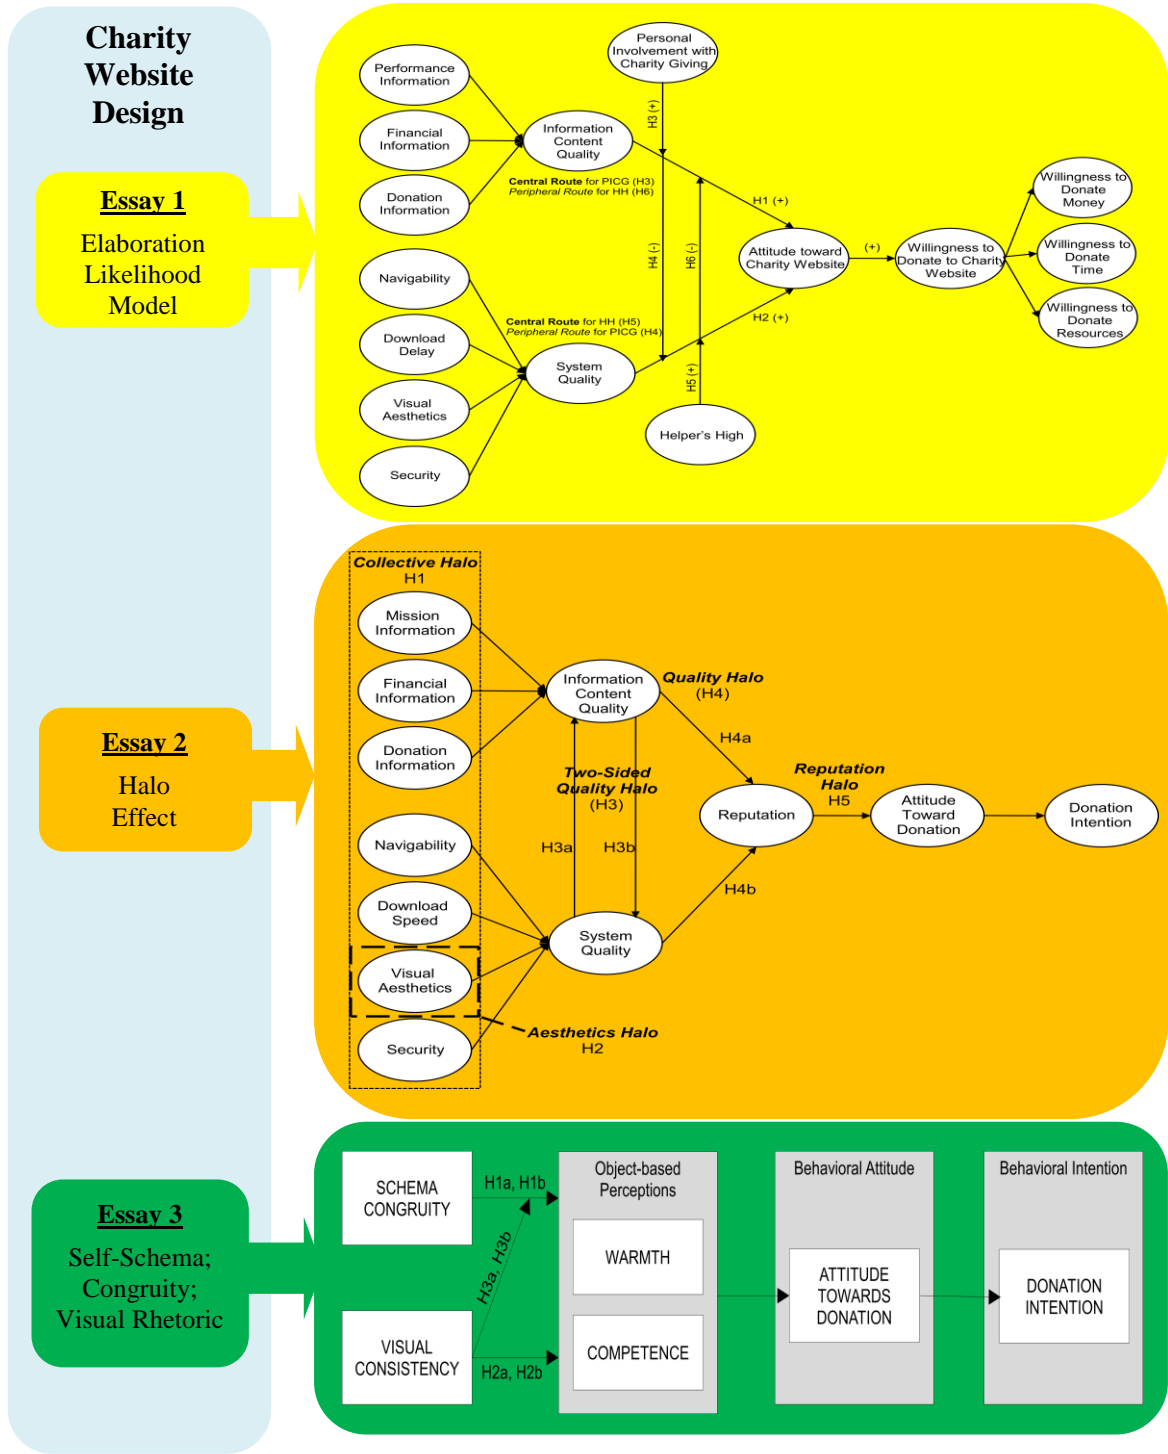 Charity
Website
Design
Essay 1
Elaboration
Likelihood
Model
Performance
Information
Financial
Information
Donation
Information
Navigability
Download
Delay
Visual
Aesthetics
Security
Information
Content
Quality
System
Quality
Personal
Involvement with
Charity Giving
H3 (+)
Central Route for PICG (H3)
Peripheral Route for HH (H6)
H4 (-)
H6 (-)
H1 (+)
Central Route for HH (H5)
Peripheral Route for PICG (H4)
H2 (+)
H5 (+)
Helper's High
Attitude toward
Charity Website
(+)
Willingness to
Donate to Charity
Website
Willingness to
Donate
Money
Willingness to
Donate
Time
Willingness to
Donate
Resources
Essay 2
Halo
Effect
Collective Halo
H1
Mission
Information
Financial
Information
Donation
Information
Navigability
Download
Speed
Visual
Aesthetics
Security
Aesthetics Halo
H2
Information
Content
Quality
System
Quality
Quality Halo
(H4)
Two-Sided
Quality Halo
(H3)
H3a
H3b
H4a
H4b
Reputation
Reputation
Halo
H5
Attitude
Toward
Donation
Donation
Intention
Essay 3
Self-Schema;
Congruity;
Visual Rhetoric
SCHEMA
CONGRUITY
VISUAL
CONSISTENCY
H1a, H1b
H3a, H3b
H2a, H2b
Object-based
Perceptions
WARMTH
COMPETENCE
Behavioral Attitude
ATTITUDE
TOWARDS
DONATION
Behavioral Intention
DONATION
INTENTION